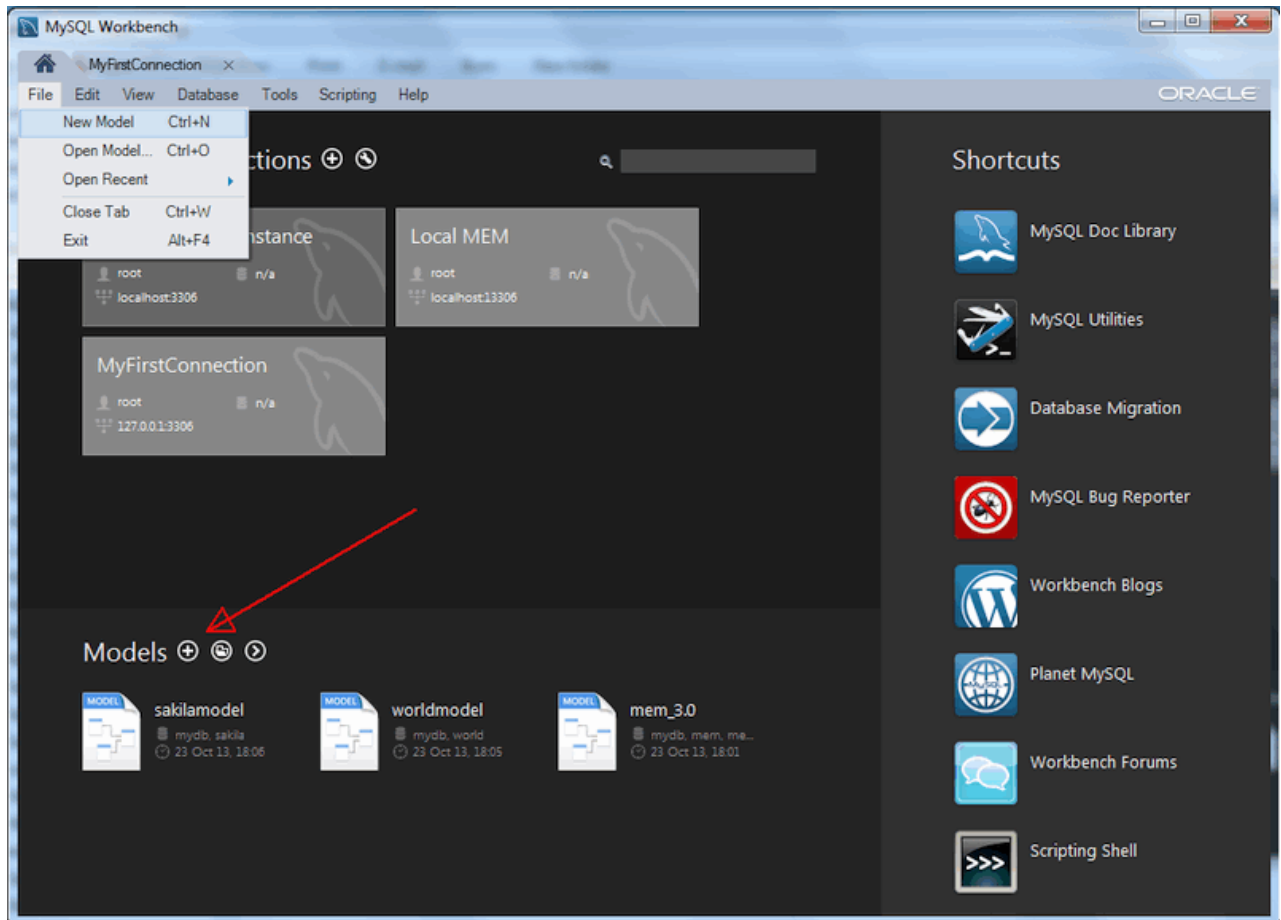 MySQL Workbench
MyFirstConnection
File Edit View Database Tools Scripting Help ORACLE
New Model Ctrl+N
Open Model... Ctrl+O
Open Recent
Close Tab Ctrl+W
Exit Alt+F4
ctions
nstance
root n/a
localhost:3306
Local MEM
root n/a
localhost:13306
MyFirstConnection
root n/a
127.0.0.1:3306
Models
MODEL
sakilamodel
mydb, sakila
23 Oct 13, 18:06
MODEL
worldmodel
mydb, world
23 Oct 13, 18:05
MODEL
mem_3.0
mydb, mem, me...
23 Oct 13, 18:01
Shortcuts
MySQL Doc Library
MySQL Utilities
Database Migration
MySQL Bug Reporter
Workbench Blogs
Planet MySQL
Workbench Forums
>>>
Scripting Shell